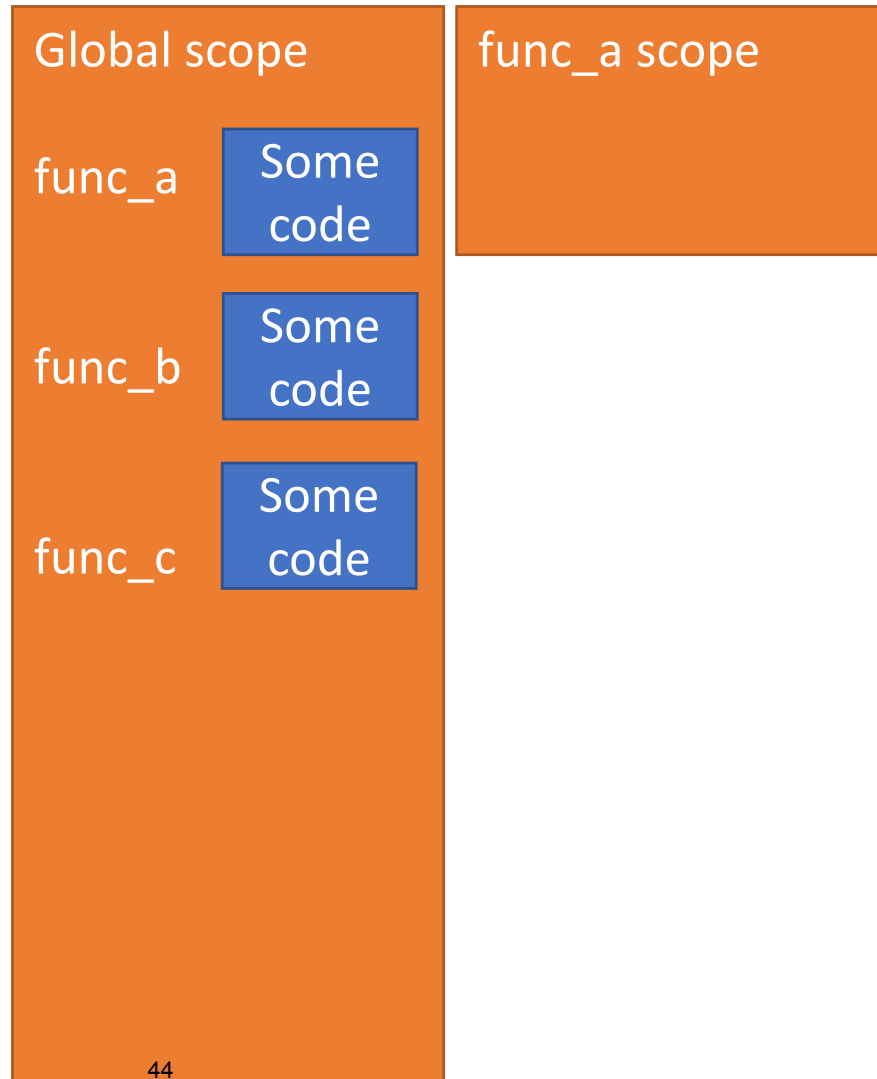 Global scope
func_a
Some
code
func_b
Some
code
func_c
Some
code
44
func_a scope